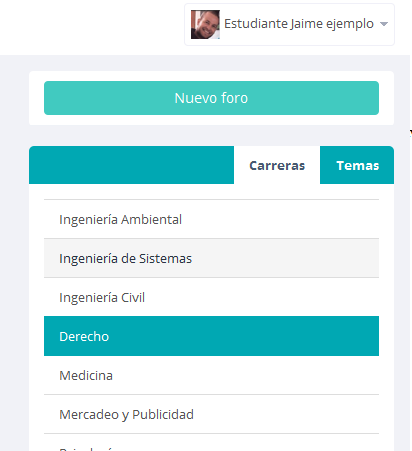 Estudiante Jaime ejemplo
Nuevo foro
Carreras Temas
Ingeniería Ambiental
Ingeniería de Sistemas
Ingeniería Civil
Derecho
Medicina
Mercadeo y Publicidad